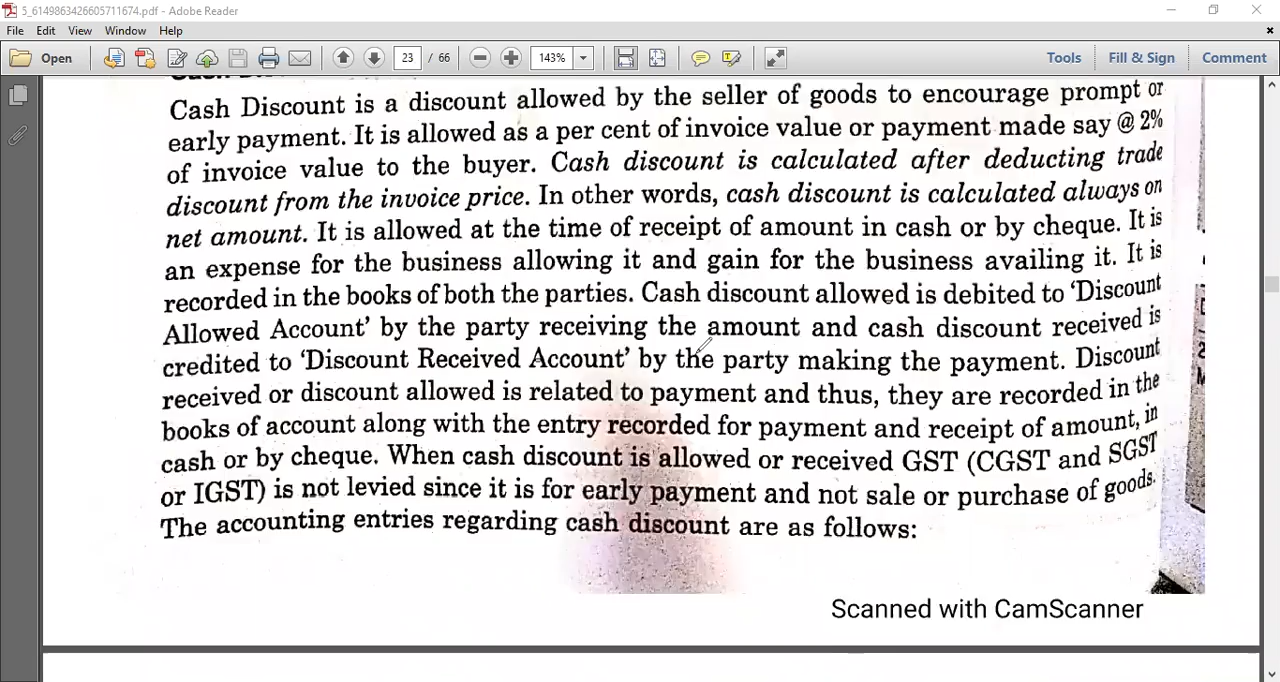 5_6149863426605711674.pdf - Adobe Reader
File Edit View Window Help
Open 23 / 66 143% Tools Fill & Sign Comment
Cash Discount is a discount allowed by the seller of goods to encourage prompt or
early payment. It is allowed as a per cent of invoice value or payment made say @ 2%
of invoice value to the buyer. Cash discount is calculated after deducting trade
discount from the invoice price. In other words, cash discount is calculated always on
net amount. It is allowed at the time of receipt of amount in cash or by cheque. It is
an expense for the business allowing it and gain for the business availing it. It is
recorded in the books of both the parties. Cash discount allowed is debited to ‘Discount
Allowed Account’ by the party receiving the amount and cash discount received is
credited to ‘Discount Received Account’ by the party making the payment. Discount
received or discount allowed is related to payment and thus, they are recorded in the
books of account along with the entry recorded for payment and receipt of amount, in
cash or by cheque. When cash discount is allowed or received GST (CGST and SGST
or IGST) is not levied since it is for early payment and not sale or purchase of goods.
The accounting entries regarding cash discount are as follows:
Scanned with CamScanner